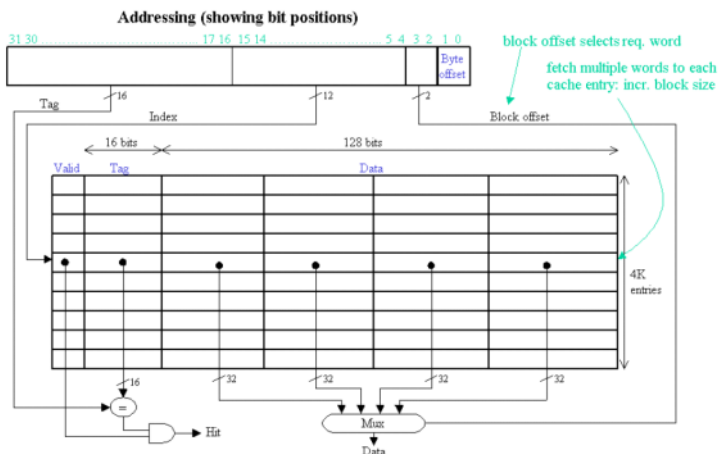 Addressing (showing bit positions)
31 30 ........................................ 17 16 15 14 ............................ 5 4 3 2 1 0
block offset selects req. word
Byte
offset
fetch multiple words to each
cache entry: incr. block size
16
12
2
Tag
Index
Block offset
16 bits
128 bits
Valid Tag Data
4K
entries
16 32 32 32 32
=
Mux
Hit
Data